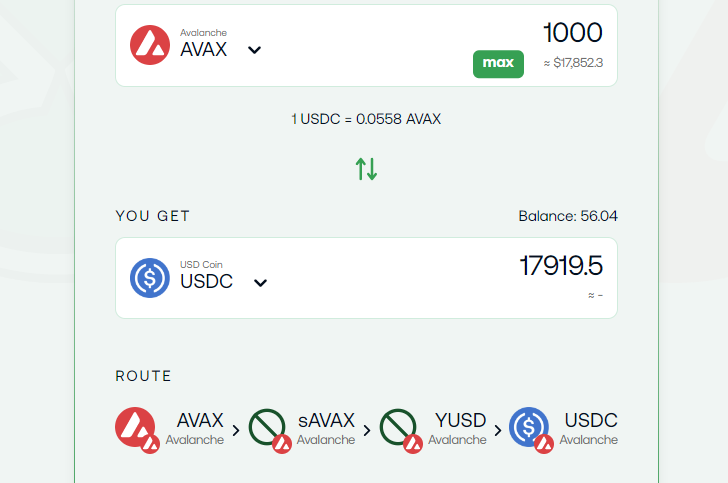 Avalanche
AVAX
1000
max
≈ $17,852.3
1 USDC = 0.0558 AVAX
YOU GET
Balance: 56.04
USD Coin
USDC
17919.5
≈ -
ROUTE
AVAX
Avalanche
sAVAX
Avalanche
YUSD
Avalanche
USDC
Avalanche